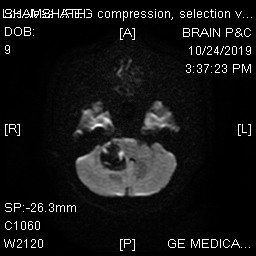 compression, selection v...
DOB:
[A]
BRAIN P&C
9
10/24/2019
3:37:23 PM
[R]
[L]
SP:-26.3mm
C1060
W2120
[P]
GE MEDICA...